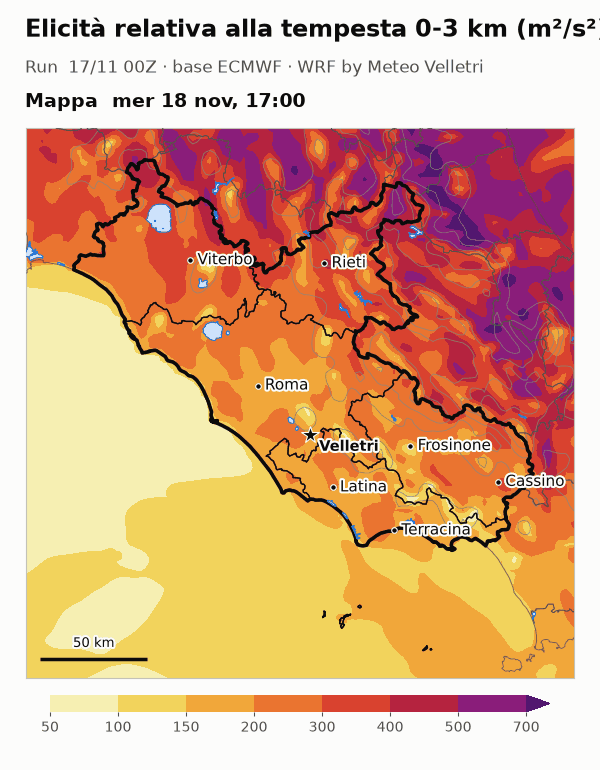 Elicità relativa alla tempesta 0-3 km (m²/s²)
Run 17/11 00Z · base ECMWF · WRF by Meteo Velletri
Mappa mer 18 nov, 17:00
Viterbo
Rieti
Roma
Velletri
Frosinone
Latina
Cassino
Terracina
50 km
50 100 150 200 300 400 500 700